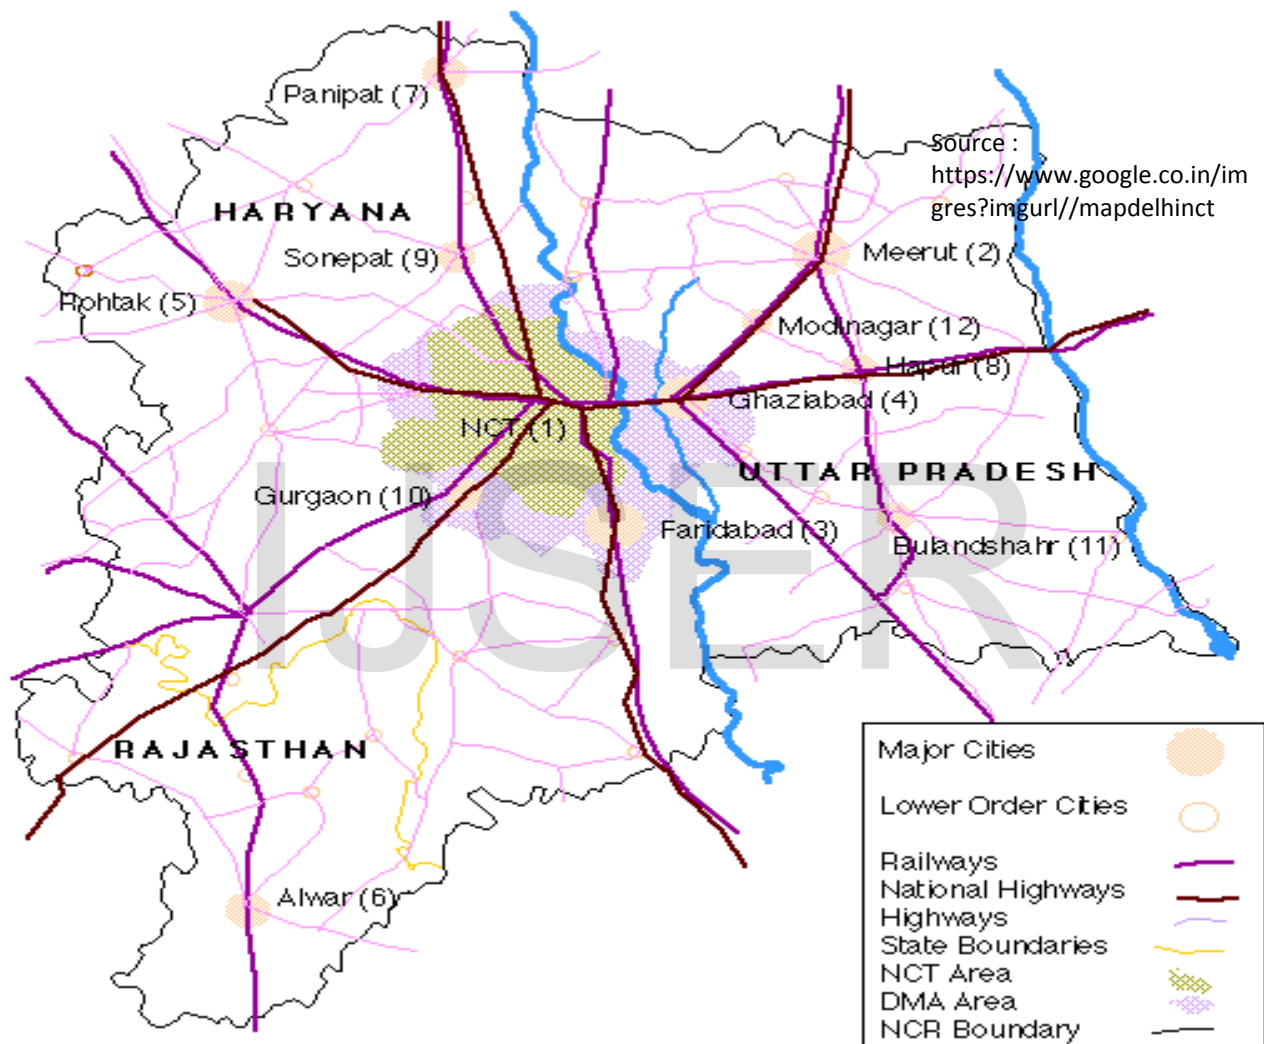 Panipat (7)
Source :
https://www.google.co.in/im
gres?imgurl//mapdelhinct
HARYANA
Sonepat (9)
Meerut (2)
Rohtak (5)
Modinagar (12)
Hapur (8)
Ghaziabad (4)
NCT (1)
UTTAR PRADESH
Gurgaon (10)
Faridabad (3)
Bulandshahr (11)
IJSER
RAJASTHAN
Alwar (6)
Major Cities
Lower Order Cities
Railways
National Highways
Highways
State Boundaries
NCT Area
DMA Area
NCR Boundary